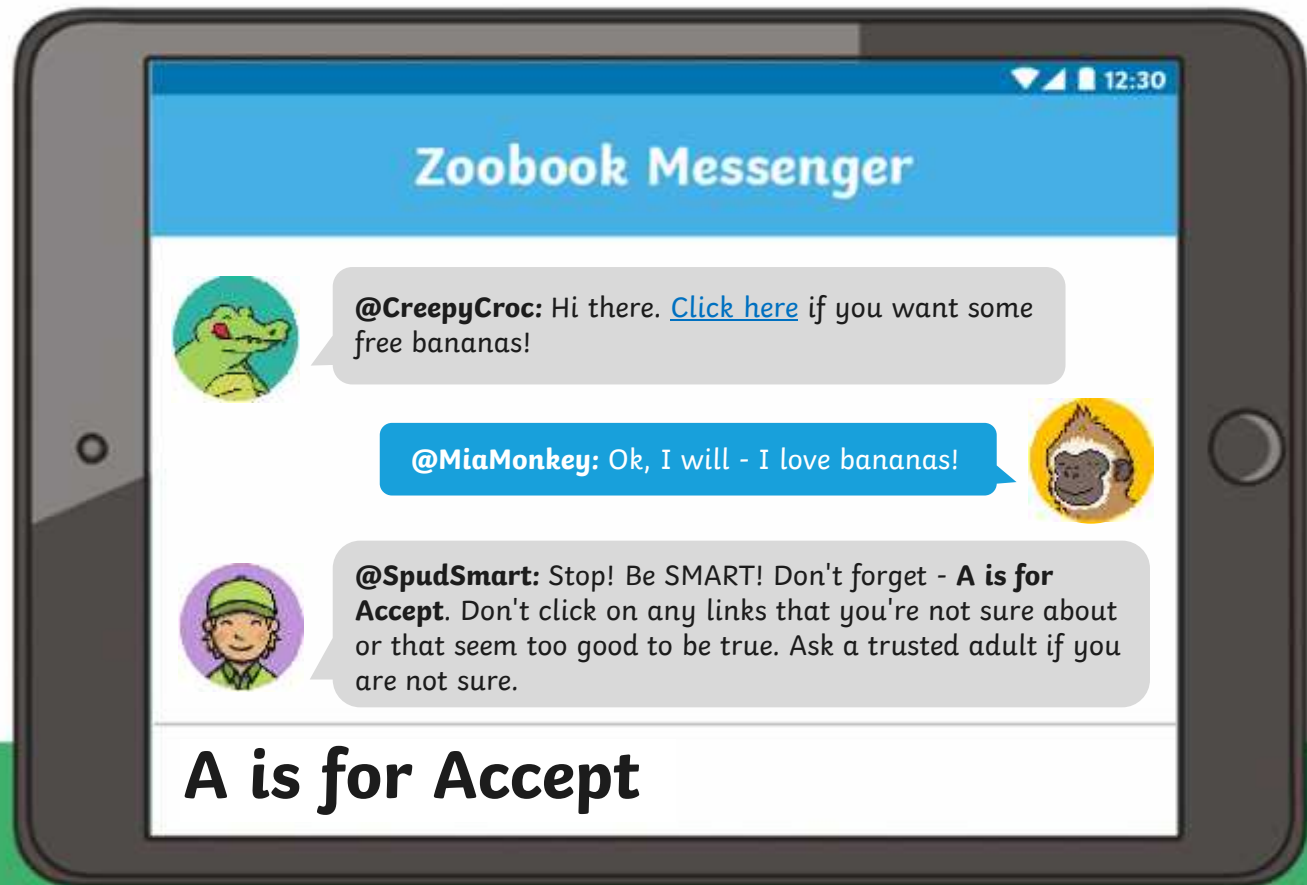 12:30
Zoobook Messenger
@CreepyCroc: Hi there. Click here if you want some
free bananas!
@MiaMonkey: Ok, I will - I love bananas!
@SpudSmart: Stop! Be SMART! Don't forget - A is for
Accept. Don't click on any links that you're not sure about
or that seem too good to be true. Ask a trusted adult if you
are not sure.
A is for Accept